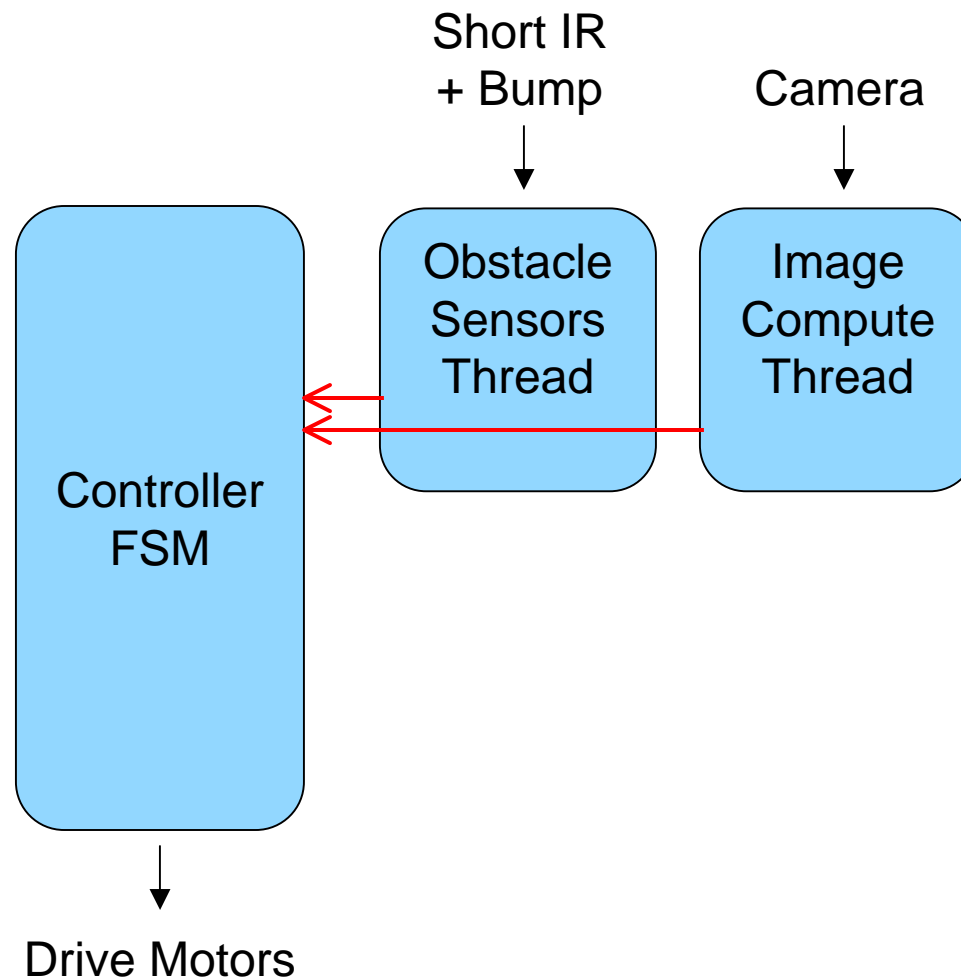 Short IR
+ Bump
Camera
Obstacle
Sensors
Thread
Image
Compute
Thread
Controller
FSM
Drive Motors